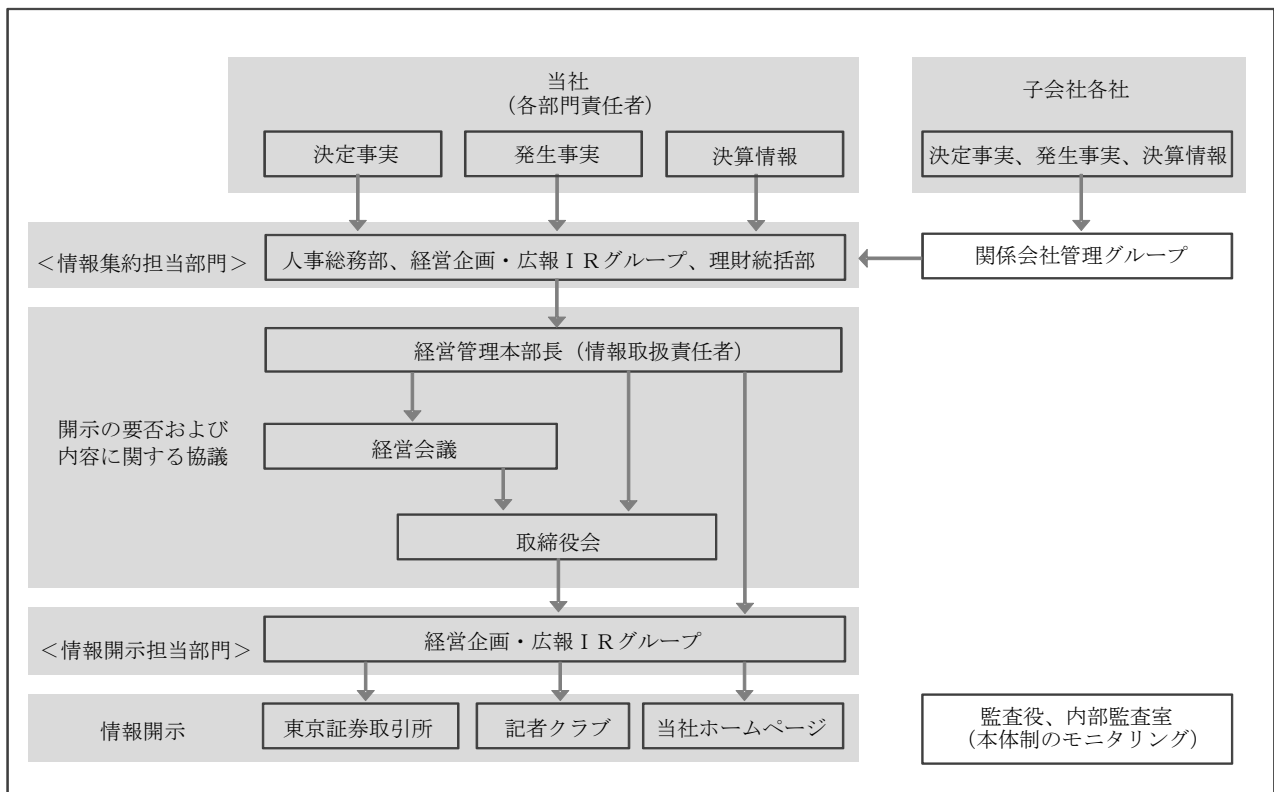 当社
（各部門責任者）
子会社各社
決定事実
発生事実
決算情報
決定事実、発生事実、決算情報
＜情報集約担当部門＞
人事総務部、経営企画・広報ＩＲグループ、理財統括部
関係会社管理グループ
経営管理本部長（情報取扱責任者）
開示の要否および
内容に関する協議
経営会議
取締役会
＜情報開示担当部門＞
経営企画・広報ＩＲグループ
情報開示
東京証券取引所
記者クラブ
当社ホームページ
監査役、内部監査室
（本体制のモニタリング）